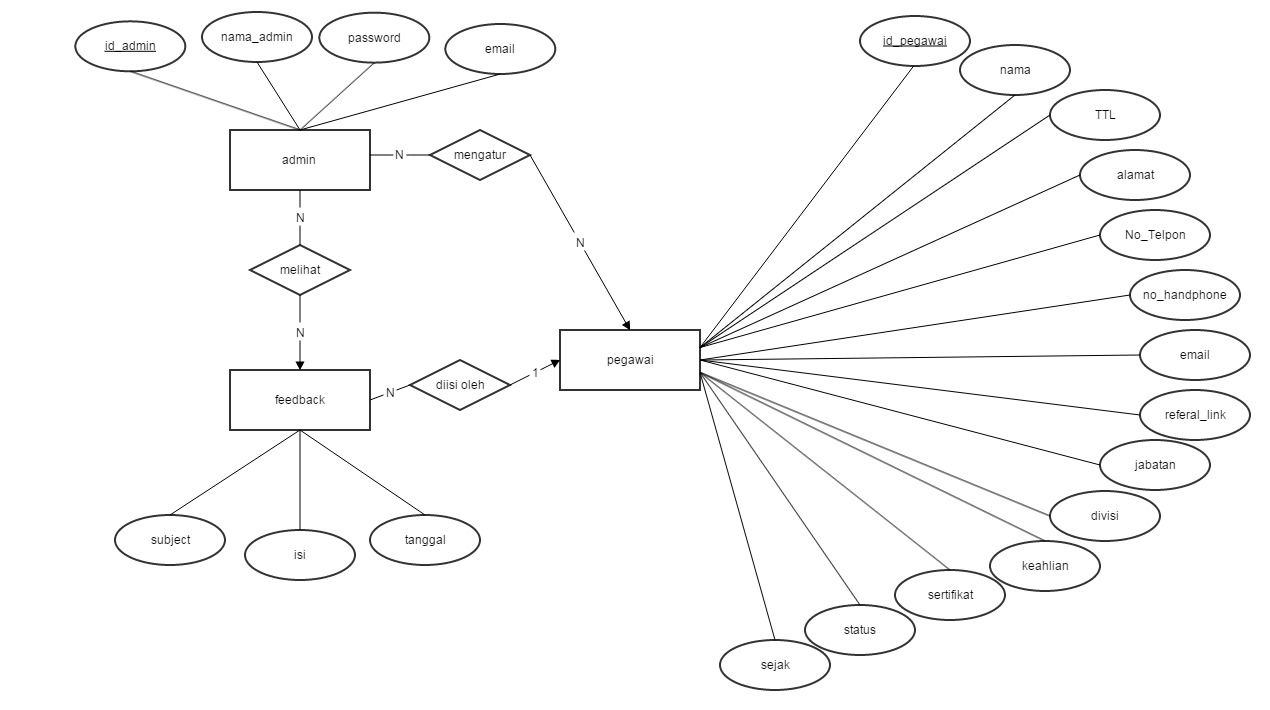 id_admin
nama_admin
password
email
admin
N
mengatur
N
N
melihat
N
feedback
N
diisi oleh
1
pegawai
subject
isi
tanggal
id_pegawai
nama
TTL
alamat
No_Telpon
no_handphone
email
referal_link
jabatan
divisi
keahlian
sertifikat
status
sejak